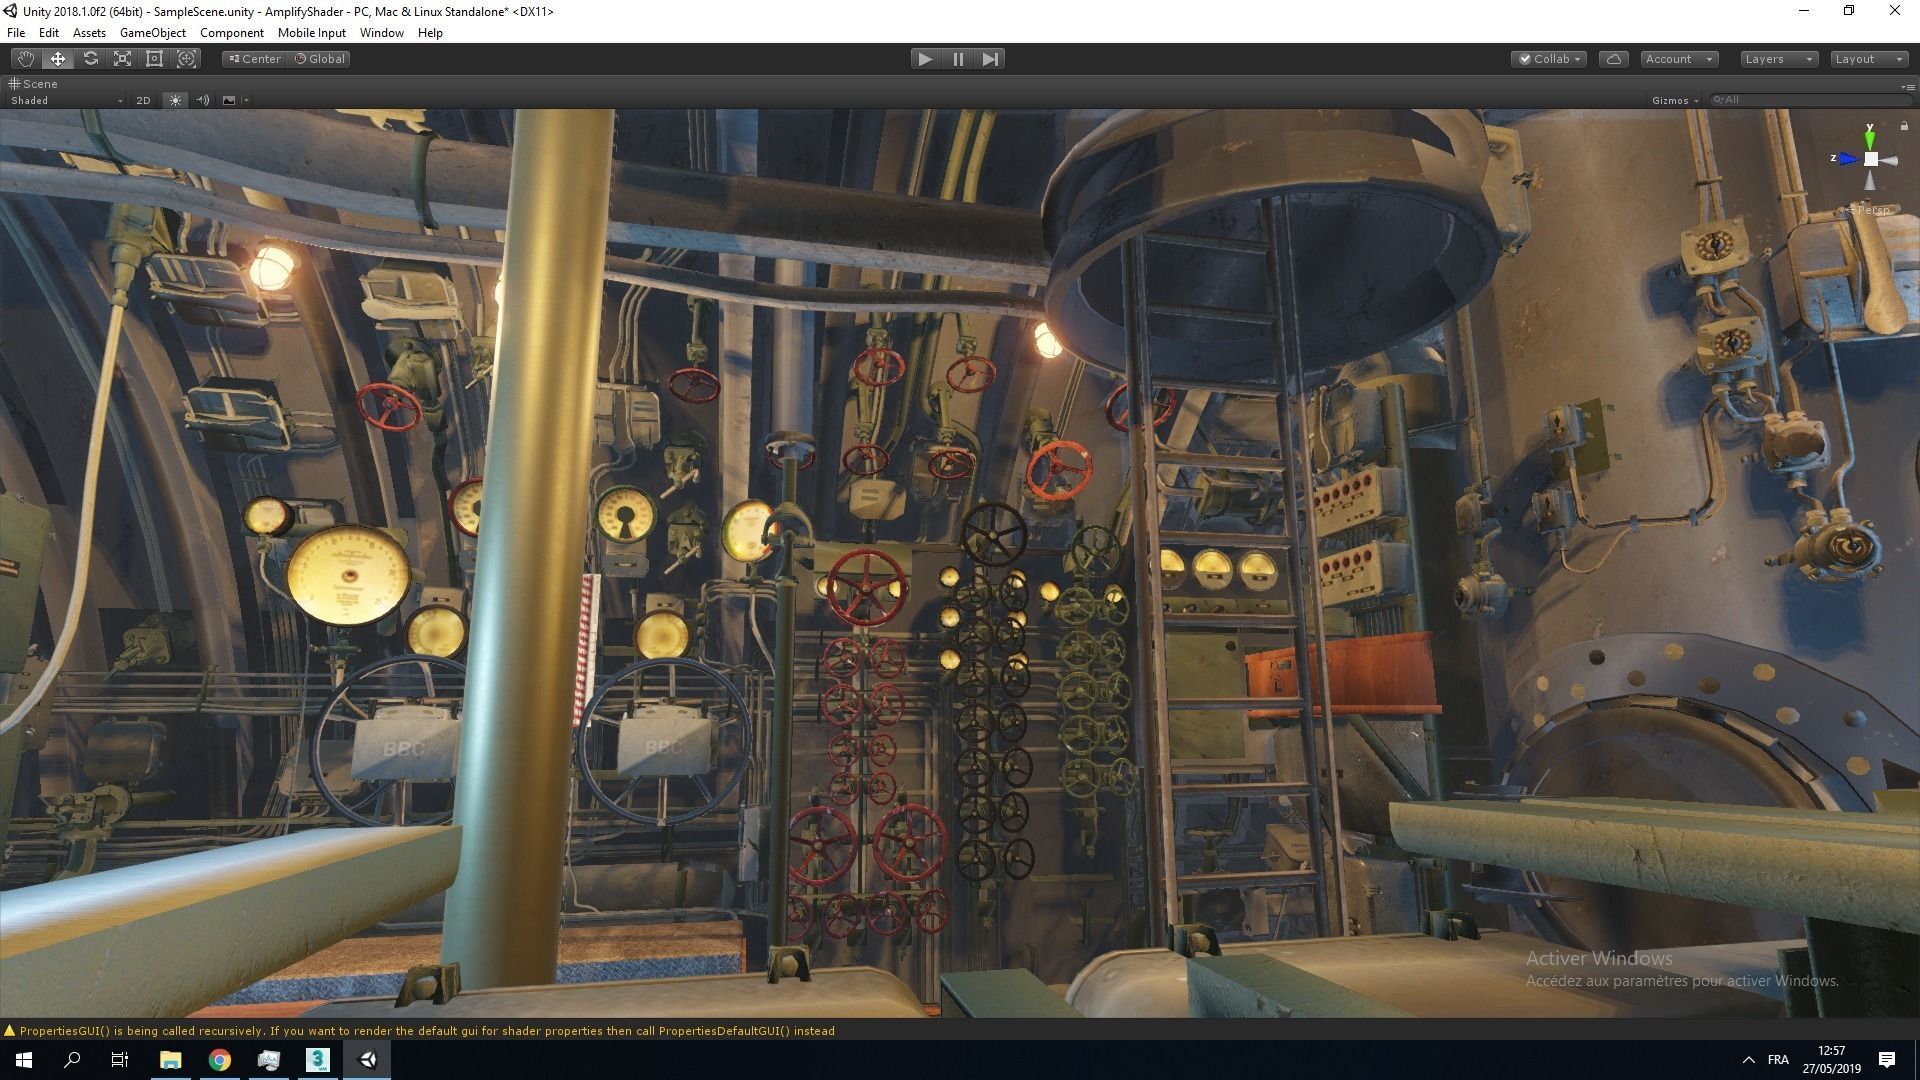 Unity 2018.1.0f2 (64bit) - SampleScene.unity - AmplifyShader - PC, Mac & Linux Standalone* <DX11>
File Edit Assets GameObject Component Mobile Input Window Help
Center Global Collab Account Layers Layout
Scene
Shaded 2D Gizmos All
y
z
Persp
BBC BBC
Activer Windows
Accédez aux paramètres pour activer Windows.
PropertiesGUI() is being called recursively. If you want to render the default gui for shader properties then call PropertiesDefaultGUI() instead
3
FRA 12:57
27/05/2019